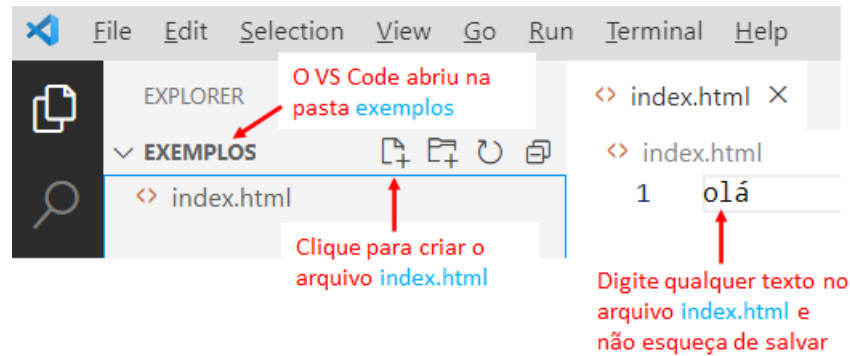 File Edit Selection View Go Run Terminal Help
EXPLORER
O VS Code abriu na
pasta exemplos
index.html
EXEMPLOS
index.html
index.html
1 olá
Clique para criar o
arquivo index.html
Digite qualquer texto no
arquivo index.html e
não esqueça de salvar